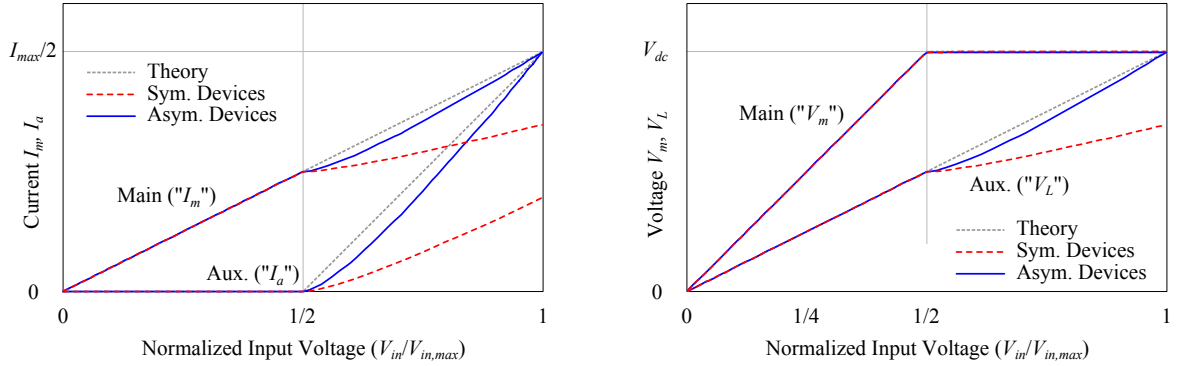 I_max/2
Theory
Sym. Devices
Asym. Devices
Current I_m, I_a
Main ("I_m")
Aux. ("I_a")
0
0
1/2
1
Normalized Input Voltage (V_in/V_in,max)
V_dc
Main ("V_m")
Voltage V_m, V_L
Aux. ("V_L")
Theory
Sym. Devices
Asym. Devices
0
0
1/4
1/2
1
Normalized Input Voltage (V_in/V_in,max)